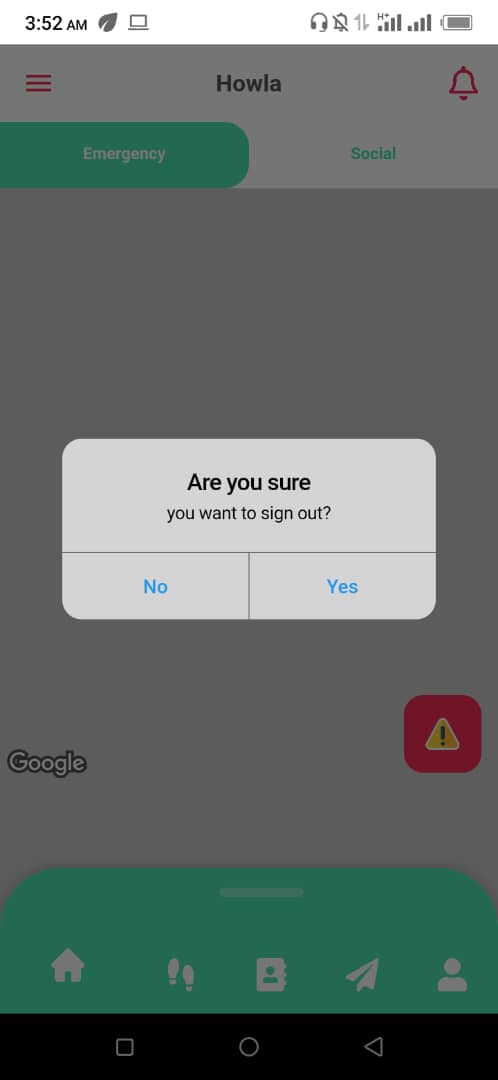 3:52 AM
H+
Howla
Emergency
Social
Are you sure
you want to sign out?
No
Yes
Google